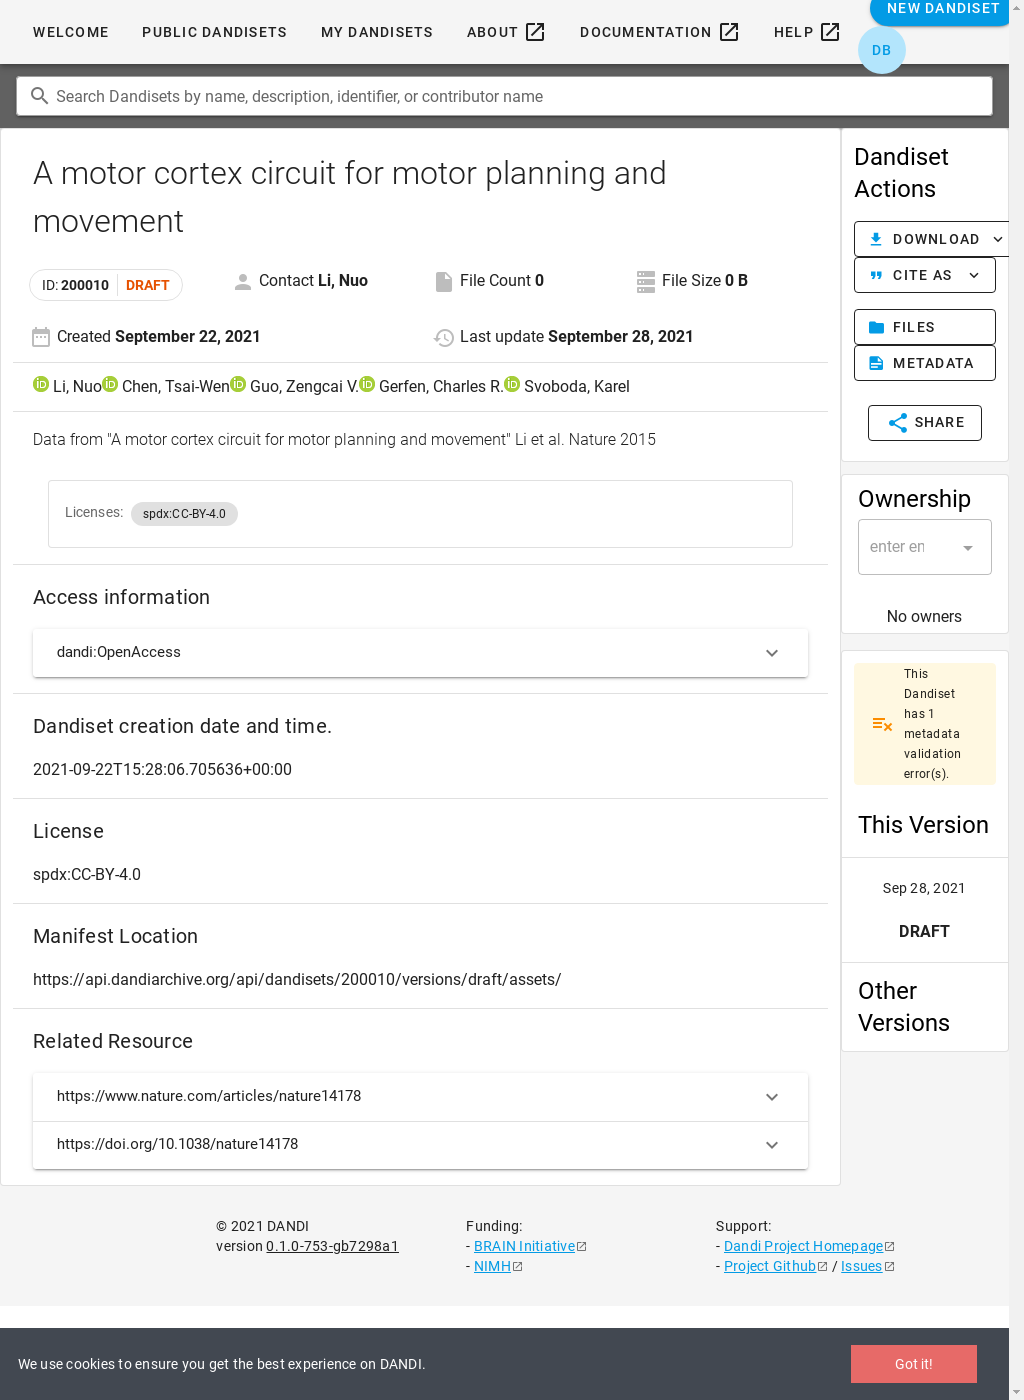 WELCOME PUBLIC DANDISETS MY DANDISETS ABOUT DOCUMENTATION HELP NEW DANDISET
DB
Search Dandisets by name, description, identifier, or contributor name
A motor cortex circuit for motor planning and
movement
ID: 200010 DRAFT Contact Li, Nuo File Count 0 File Size 0 B
Created September 22, 2021 Last update September 28, 2021
Li, Nuo Chen, Tsai-Wen Guo, Zengcai V. Gerfen, Charles R. Svoboda, Karel
Data from "A motor cortex circuit for motor planning and movement" Li et al. Nature 2015
Licenses: spdx:CC-BY-4.0
Access information
dandi:OpenAccess
Dandiset creation date and time.
2021-09-22T15:28:06.705636+00:00
License
spdx:CC-BY-4.0
Manifest Location
https://api.dandiarchive.org/api/dandisets/200010/versions/draft/assets/
Related Resource
https://www.nature.com/articles/nature14178
https://doi.org/10.1038/nature14178
Dandiset
Actions
DOWNLOAD
CITE AS
FILES
METADATA
SHARE
Ownership
enter en
No owners
This
Dandiset
has 1
metadata
validation
error(s).
This Version
Sep 28, 2021
DRAFT
Other
Versions
© 2021 DANDI
version 0.1.0-753-gb7298a1
Funding:
- BRAIN Initiative
- NIMH
Support:
- Dandi Project Homepage
- Project Github / Issues
We use cookies to ensure you get the best experience on DANDI.
Got it!